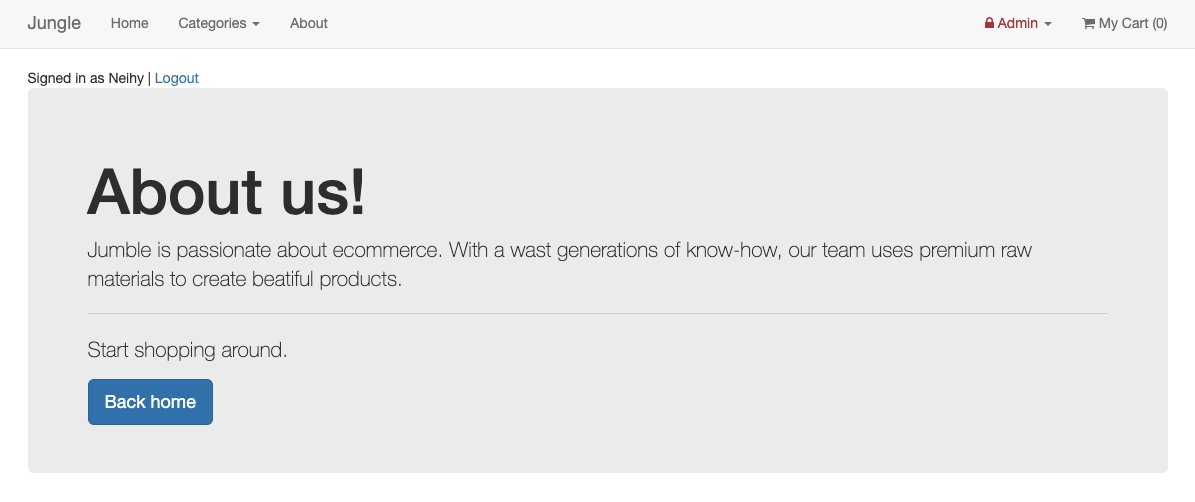 Jungle Home Categories About Admin My Cart (0)
Signed in as Neihy | Logout
About us!
Jumble is passionate about ecommerce. With a wast generations of know-how, our team uses premium raw
materials to create beatiful products.
Start shopping around.
Back home